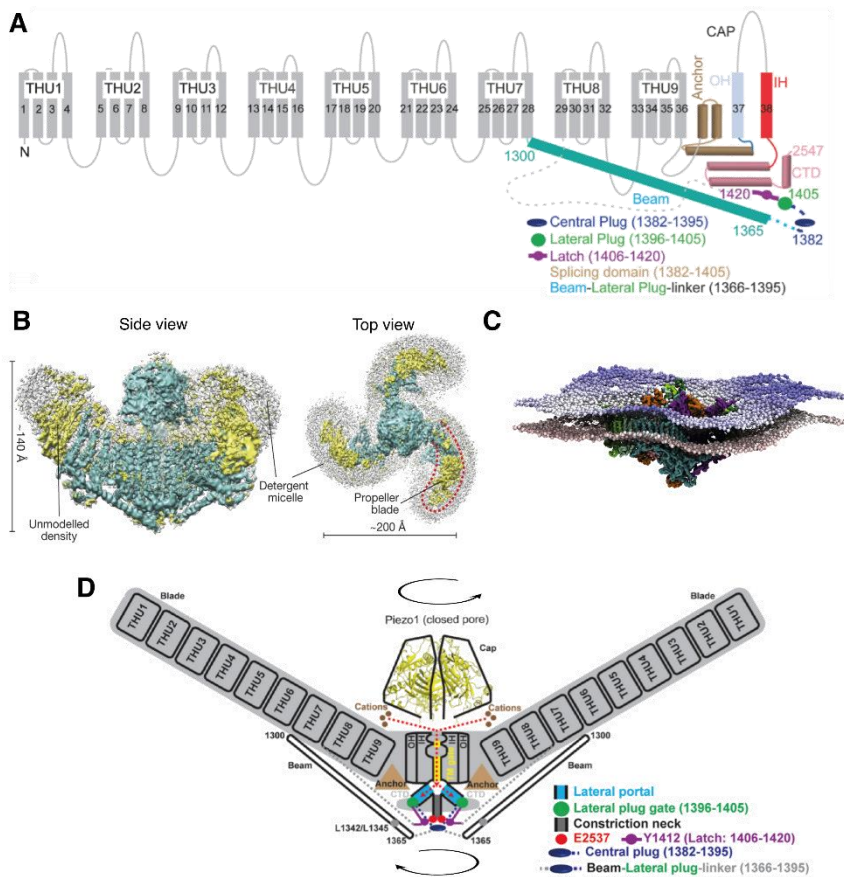 A
CAP
THU1 THU2 THU3 THU4 THU5 THU6 THU7 THU8 THU9 Anchor OH IH
1 2 3 4 5 6 7 8 9 10 11 12 13 14 15 16 17 18 19 20 21 22 23 24 25 26 27 28 29 30 31 32 33 34 35 36 37 38
N
1300
2547
CTD
Beam
1420
1405
1365
1382
Central Plug (1382-1395)
Lateral Plug (1396-1405)
Latch (1406-1420)
Splicing domain (1382-1405)
Beam-Lateral Plug-linker (1366-1395)
B
Side view
Top view
C
~140 Å
Unmodelled
density
Detergent
micelle
Propeller
blade
~200 Å
D
Blade
Blade
Piezo1 (closed pore)
Cap
THU1 THU2 THU3 THU4 THU5 THU6 THU7 THU8 THU9
THU1 THU2 THU3 THU4 THU5 THU6 THU7 THU8 THU9
Cations
Cations
OH IH
IH OH
1300
1300
Beam
Beam
Anchor
Anchor
CTD
CTD
L1342/L1345
1365
1365
Lateral portal
Lateral plug gate (1396-1405)
Constriction neck
E2537 Y1412 (Latch: 1406-1420)
Central plug (1382-1395)
Beam-Lateral plug-linker (1366-1395)